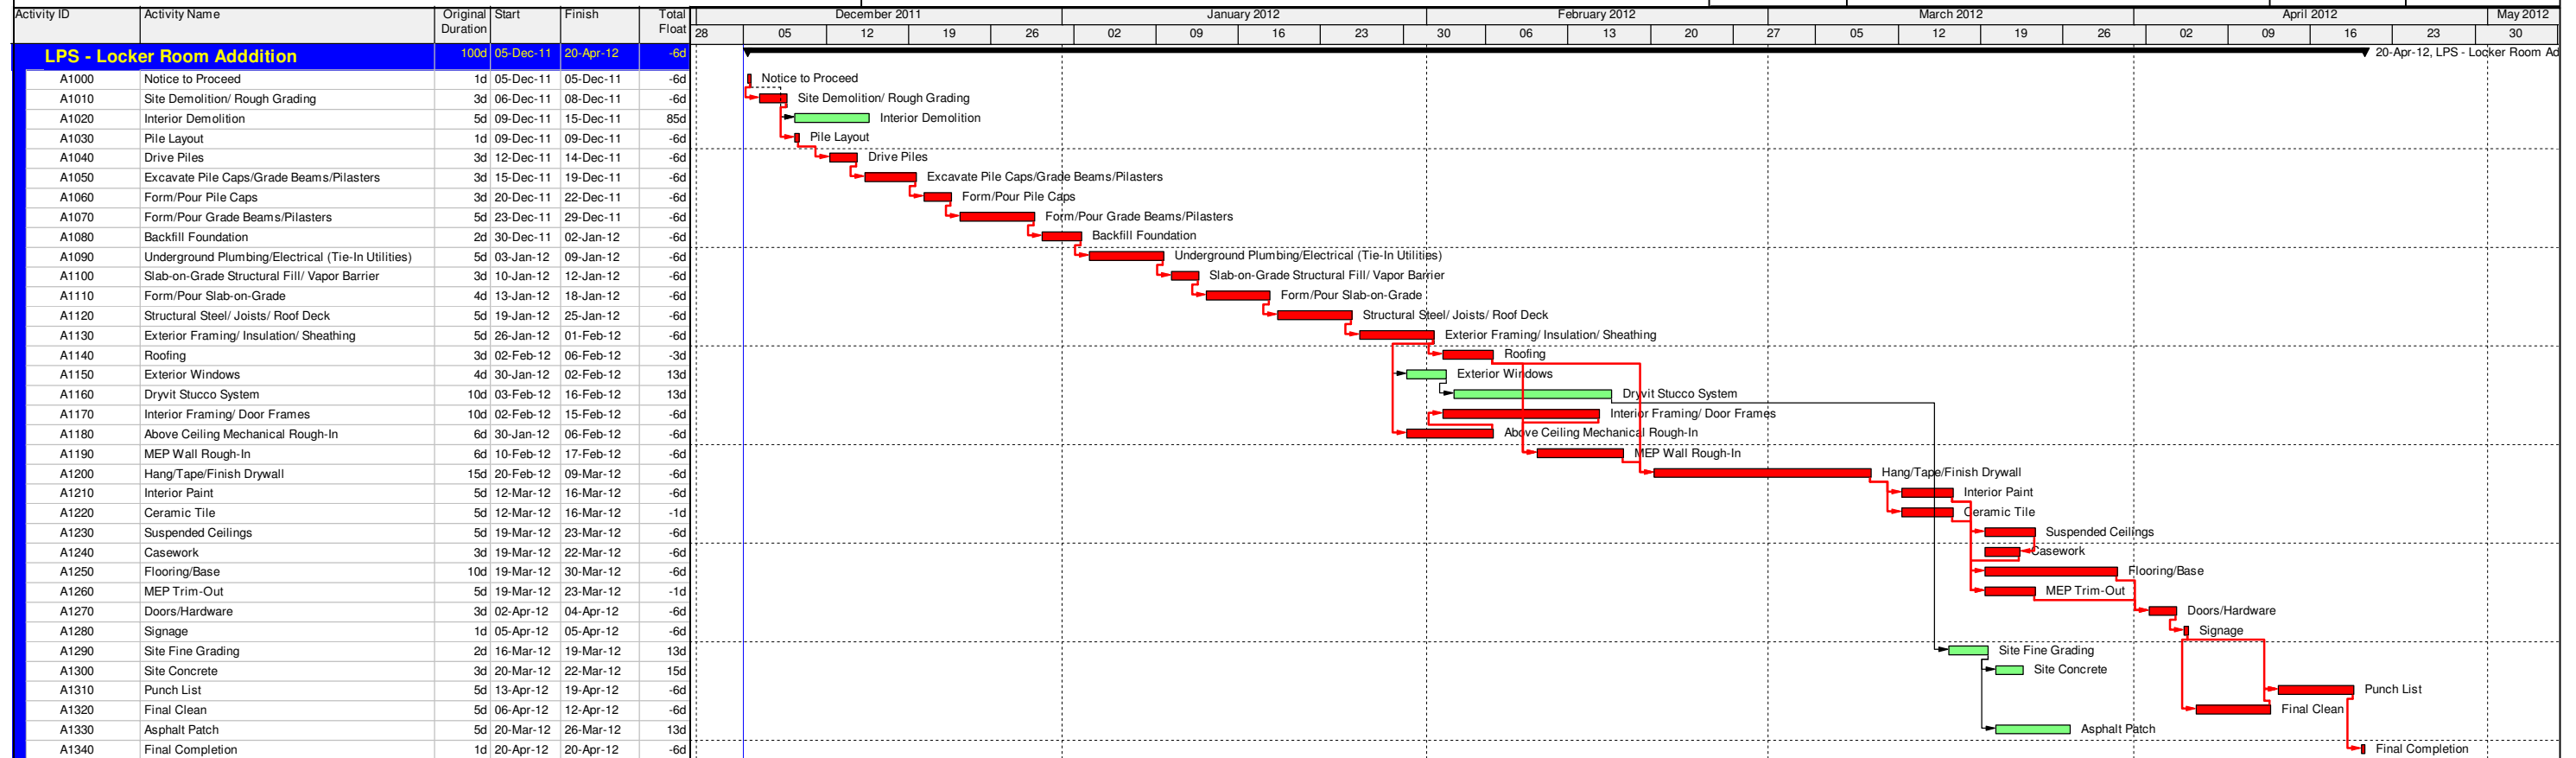 Activity ID Activity Name Original Duration Start Finish Total Float
December 2011 January 2012 February 2012 March 2012 April 2012 May 2012
28 05 12 19 26 02 09 16 23 30 06 13 20 27 05 12 19 26 02 09 16 23 30
LPS - Locker Room Adddition 100d 05-Dec-11 20-Apr-12 -6d 20-Apr-12, LPS - Locker Room Ad
A1000 Notice to Proceed 1d 05-Dec-11 05-Dec-11 -6d Notice to Proceed
A1010 Site Demolition/ Rough Grading 3d 06-Dec-11 08-Dec-11 -6d Site Demolition/ Rough Grading
A1020 Interior Demolition 5d 09-Dec-11 15-Dec-11 85d Interior Demolition
A1030 Pile Layout 1d 09-Dec-11 09-Dec-11 -6d Pile Layout
A1040 Drive Piles 3d 12-Dec-11 14-Dec-11 -6d Drive Piles
A1050 Excavate Pile Caps/Grade Beams/Pilasters 3d 15-Dec-11 19-Dec-11 -6d Excavate Pile Caps/Grade Beams/Pilasters
A1060 Form/Pour Pile Caps 3d 20-Dec-11 22-Dec-11 -6d Form/Pour Pile Caps
A1070 Form/Pour Grade Beams/Pilasters 5d 23-Dec-11 29-Dec-11 -6d Form/Pour Grade Beams/Pilasters
A1080 Backfill Foundation 2d 30-Dec-11 02-Jan-12 -6d Backfill Foundation
A1090 Underground Plumbing/Electrical (Tie-In Utilities) 5d 03-Jan-12 09-Jan-12 -6d Underground Plumbing/Electrical (Tie-In Utilities)
A1100 Slab-on-Grade Structural Fill/ Vapor Barrier 3d 10-Jan-12 12-Jan-12 -6d Slab-on-Grade Structural Fill/ Vapor Barrier
A1110 Form/Pour Slab-on-Grade 4d 13-Jan-12 18-Jan-12 -6d Form/Pour Slab-on-Grade
A1120 Structural Steel/ Joists/ Roof Deck 5d 19-Jan-12 25-Jan-12 -6d Structural Steel/ Joists/ Roof Deck
A1130 Exterior Framing/ Insulation/ Sheathing 5d 26-Jan-12 01-Feb-12 -6d Exterior Framing/ Insulation/ Sheathing
A1140 Roofing 3d 02-Feb-12 06-Feb-12 -3d Roofing
A1150 Exterior Windows 4d 30-Jan-12 02-Feb-12 13d Exterior Windows
A1160 Dryvit Stucco System 10d 03-Feb-12 16-Feb-12 13d Dryvit Stucco System
A1170 Interior Framing/ Door Frames 10d 02-Feb-12 15-Feb-12 -6d Interior Framing/ Door Frames
A1180 Above Ceiling Mechanical Rough-In 6d 30-Jan-12 06-Feb-12 -6d Above Ceiling Mechanical Rough-In
A1190 MEP Wall Rough-In 6d 10-Feb-12 17-Feb-12 -6d MEP Wall Rough-In
A1200 Hang/Tape/Finish Drywall 15d 20-Feb-12 09-Mar-12 -6d Hang/Tape/Finish Drywall
A1210 Interior Paint 5d 12-Mar-12 16-Mar-12 -6d Interior Paint
A1220 Ceramic Tile 5d 12-Mar-12 16-Mar-12 -1d Ceramic Tile
A1230 Suspended Ceilings 5d 19-Mar-12 23-Mar-12 -6d Suspended Ceilings
A1240 Casework 3d 19-Mar-12 22-Mar-12 -6d Casework
A1250 Flooring/Base 10d 19-Mar-12 30-Mar-12 -6d Flooring/Base
A1260 MEP Trim-Out 5d 19-Mar-12 23-Mar-12 -1d MEP Trim-Out
A1270 Doors/Hardware 3d 02-Apr-12 04-Apr-12 -6d Doors/Hardware
A1280 Signage 1d 05-Apr-12 05-Apr-12 -6d Signage
A1290 Site Fine Grading 2d 16-Mar-12 19-Mar-12 13d Site Fine Grading
A1300 Site Concrete 3d 20-Mar-12 22-Mar-12 15d Site Concrete
A1310 Punch List 5d 13-Apr-12 19-Apr-12 -6d Punch List
A1320 Final Clean 5d 06-Apr-12 12-Apr-12 -6d Final Clean
A1330 Asphalt Patch 5d 20-Mar-12 26-Mar-12 13d Asphalt Patch
A1340 Final Completion 1d 20-Apr-12 20-Apr-12 -6d Final Completion